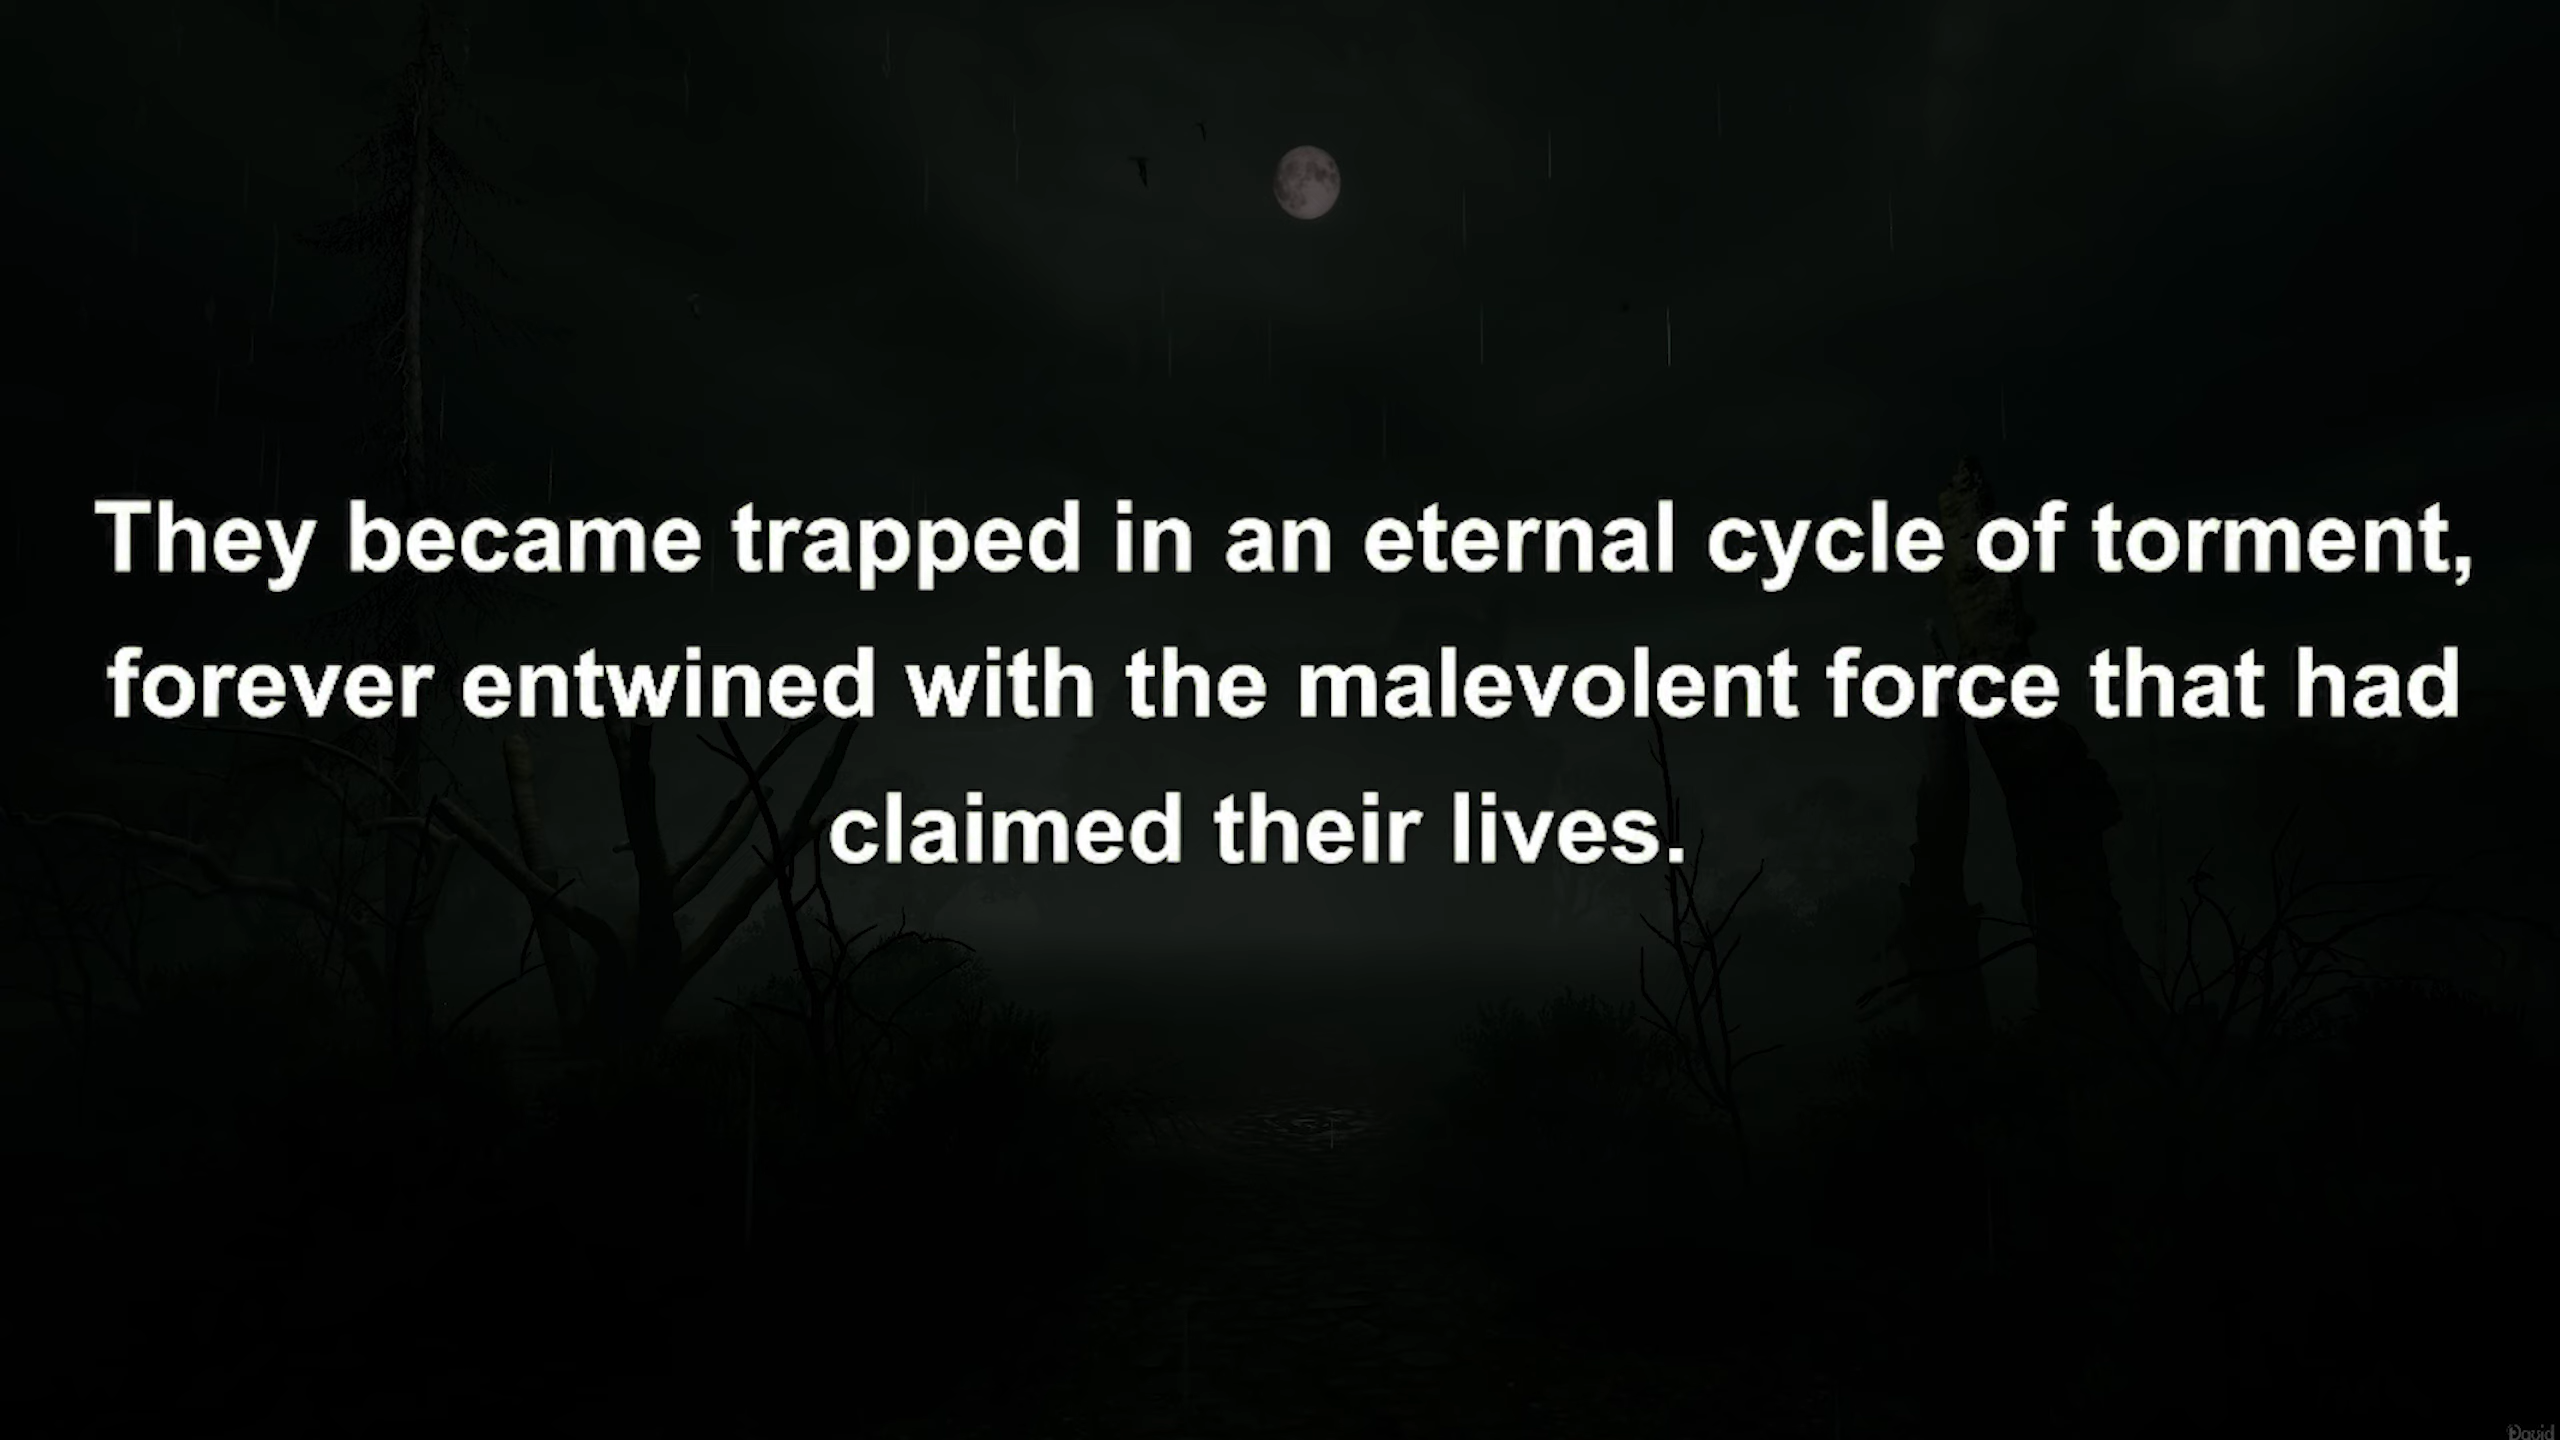 They became trapped in an eternal cycle of torment,
forever entwined with the malevolent force that had
claimed their lives.
David